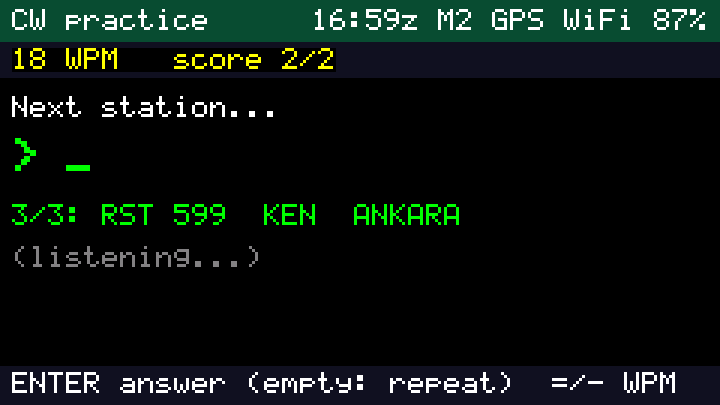 CW practice 16:59z M2 GPS WiFi 87%
18 WPM score 2/2
Next station...
> _
3/3: RST 599 KEN ANKARA
(listening...)
ENTER answer (empty: repeat) =/- WPM